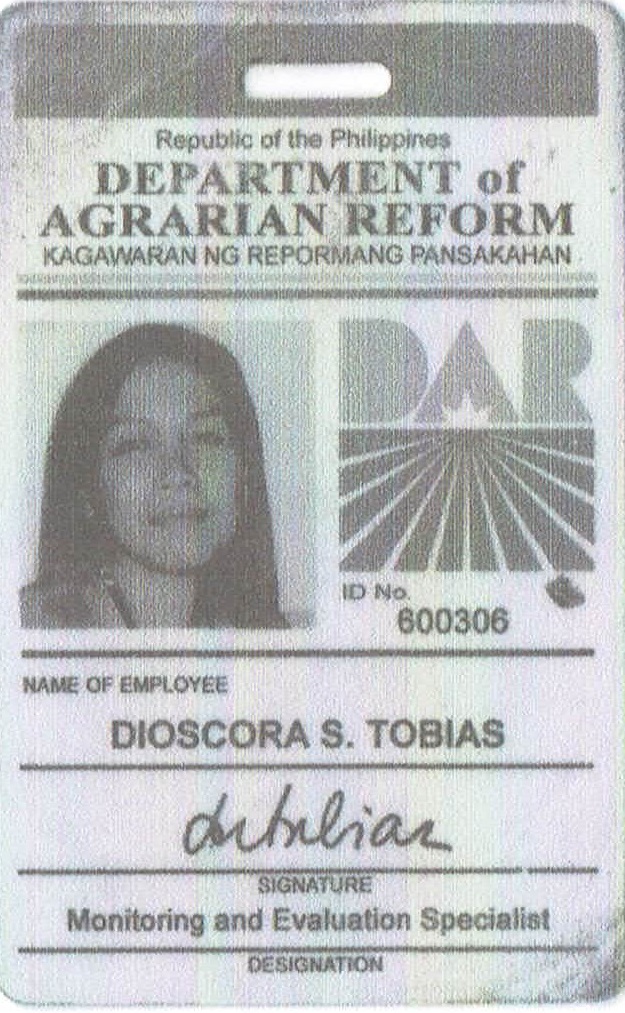 Republic of the Philippines
DEPARTMENT of
AGRARIAN REFORM
KAGAWARAN NG REPORMANG PANSAKAHAN
DAR
ID No.
600306
NAME OF EMPLOYEE
DIOSCORA S. TOBIAS
SIGNATURE
Monitoring and Evaluation Specialist
DESIGNATION